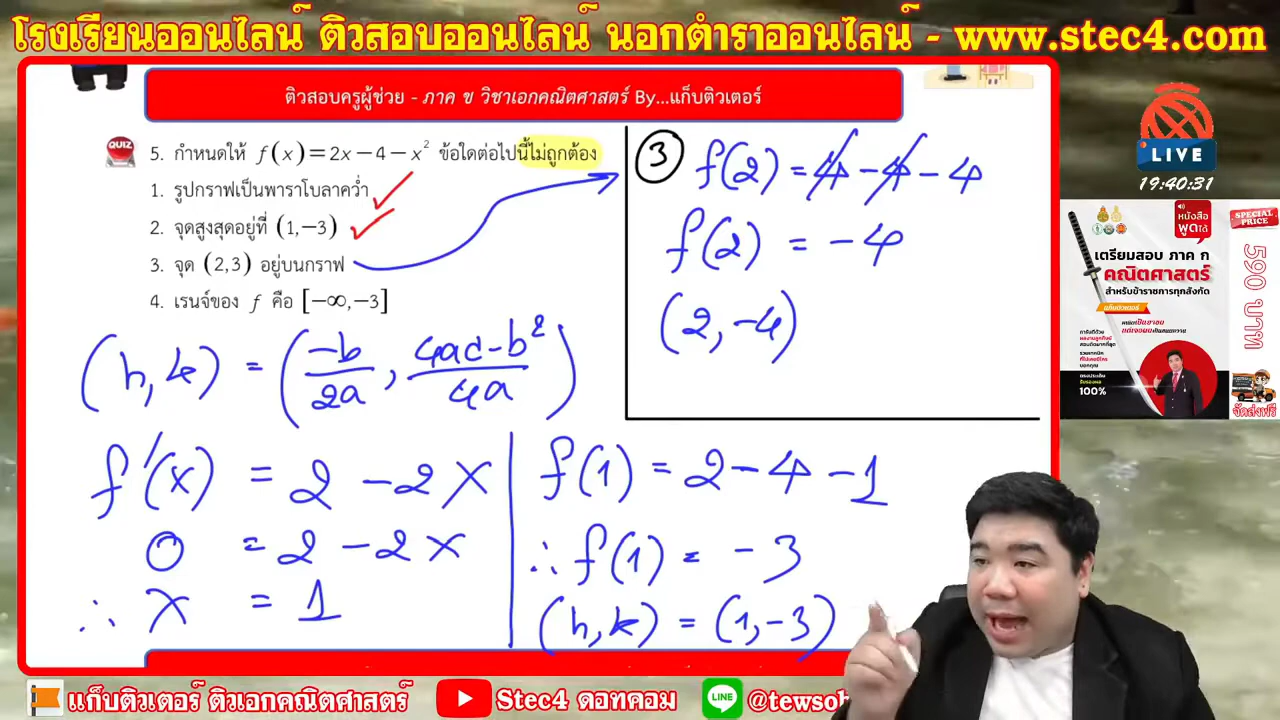 โรงเรียนออนไลน์ ติวสอบออนไลน์ นอกตำราออนไลน์ - www.stec4.com
ติวสอบครูผู้ช่วย - ภาค ข วิชาเอกคณิตศาสตร์ By...แก็บติวเตอร์
QUIZ
5. กำหนดให้ f(x)=2x-4-x² ข้อใดต่อไปนี้ไม่ถูกต้อง
1. รูปกราฟเป็นพาราโบลาคว่ำ
2. จุดสูงสุดอยู่ที่ (1,-3)
3. จุด (2,3) อยู่บนกราฟ
4. เรนจ์ของ f คือ [-∞,-3]
(h,k) = (-b/2a, 4ac-b²/4a)
f'(x) = 2 - 2x
0 = 2 - 2x
∴ x = 1
3 f(2) = 4 - 4 - 4
f(2) = -4
(2,-4)
f(1) = 2 - 4 - 1
∴ f(1) = -3
(h,k) = (1,-3)
LIVE
19:40:31
หนังสือ
พูดได้
SPECIAL
PRICE
เตรียมสอบ ภาค ก
คณิตศาสตร์
สำหรับข้าราชการทุกสังกัด
แก็บติวเตอร์
100%
590 บาท
จัดส่งฟรี
แก็บติวเตอร์ ติวเอกคณิตศาสตร์
Stec4 ดอทคอม
LINE